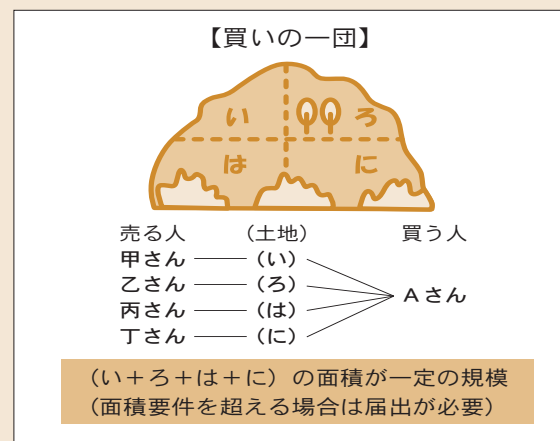 【買いの一団】
い ろ
は に
売る人 (土地) 買う人
甲さん (い)
乙さん (ろ)
Aさん
丙さん (は)
丁さん (に)
(い＋ろ＋は＋に) の面積が一定の規模
(面積要件を超える場合は届出が必要)